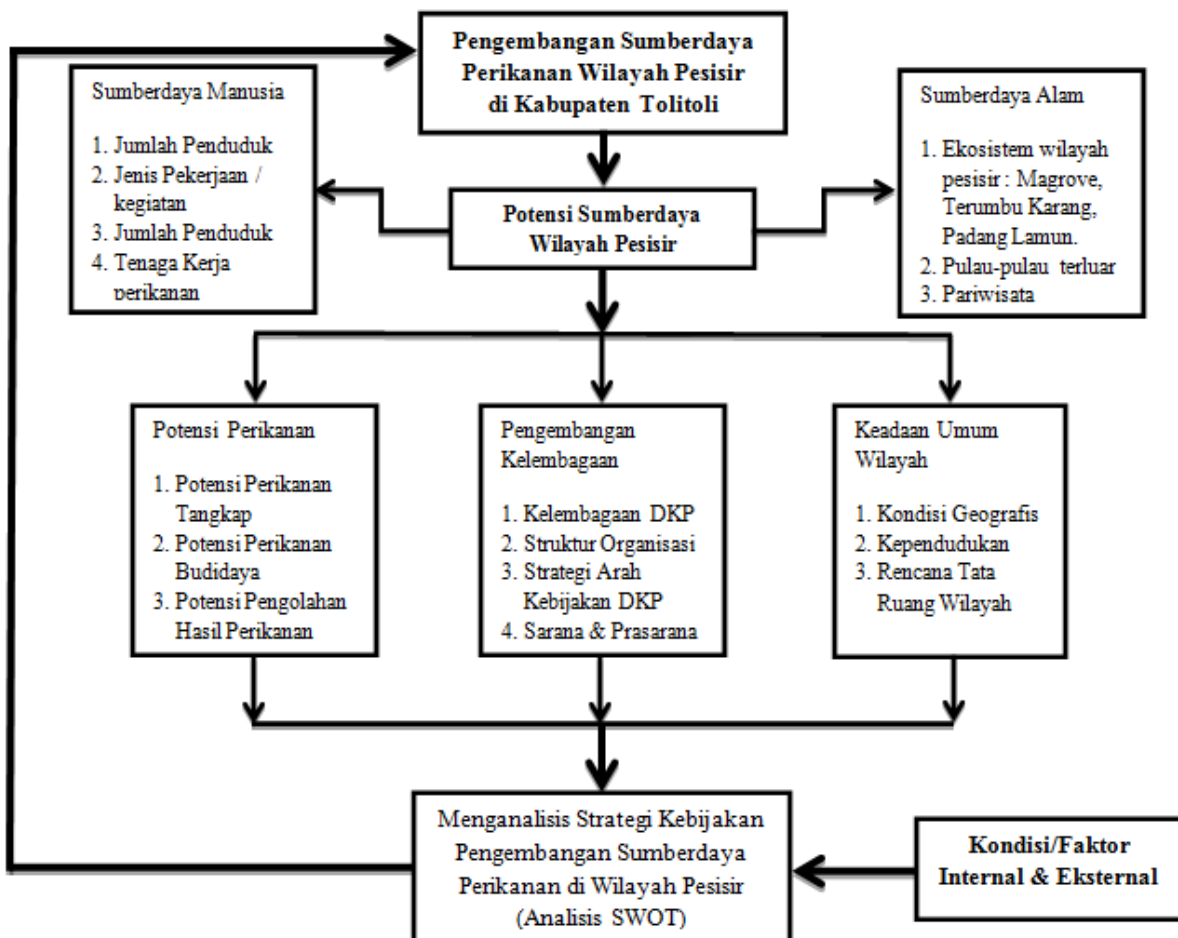 Pengembangan Sumberdaya
Perikanan Wilayah Pesisir
di Kabupaten Tolitoli
Sumberdaya Manusia
1. Jumlah Penduduk
2. Jenis Pekerjaan /
kegiatan
3. Jumlah Penduduk
4. Tenaga Kerja
perikanan
Potensi Sumberdaya
Wilayah Pesisir
Sumberdaya Alam
1. Ekosistem wilayah
pesisir : Magrove,
Terumbu Karang,
Padang Lamun.
2. Pulau-pulau terluar
3. Pariwisata
Potensi Perikanan
1. Potensi Perikanan
Tangkap
2. Potensi Perikanan
Budidaya
3. Potensi Pengolahan
Hasil Perikanan
Pengembangan
Kelembagaan
1. Kelembagaan DKP
2. Struktur Organisasi
3. Strategi Arah
Kebijakan DKP
4. Sarana & Prasarana
Keadaan Umum
Wilayah
1. Kondisi Geografis
2. Kependudukan
3. Rencana Tata
Ruang Wilayah
Menganalisis Strategi Kebijakan
Pengembangan Sumberdaya
Perikanan di Wilayah Pesisir
(Analisis SWOT)
Kondisi/Faktor
Internal & Eksternal